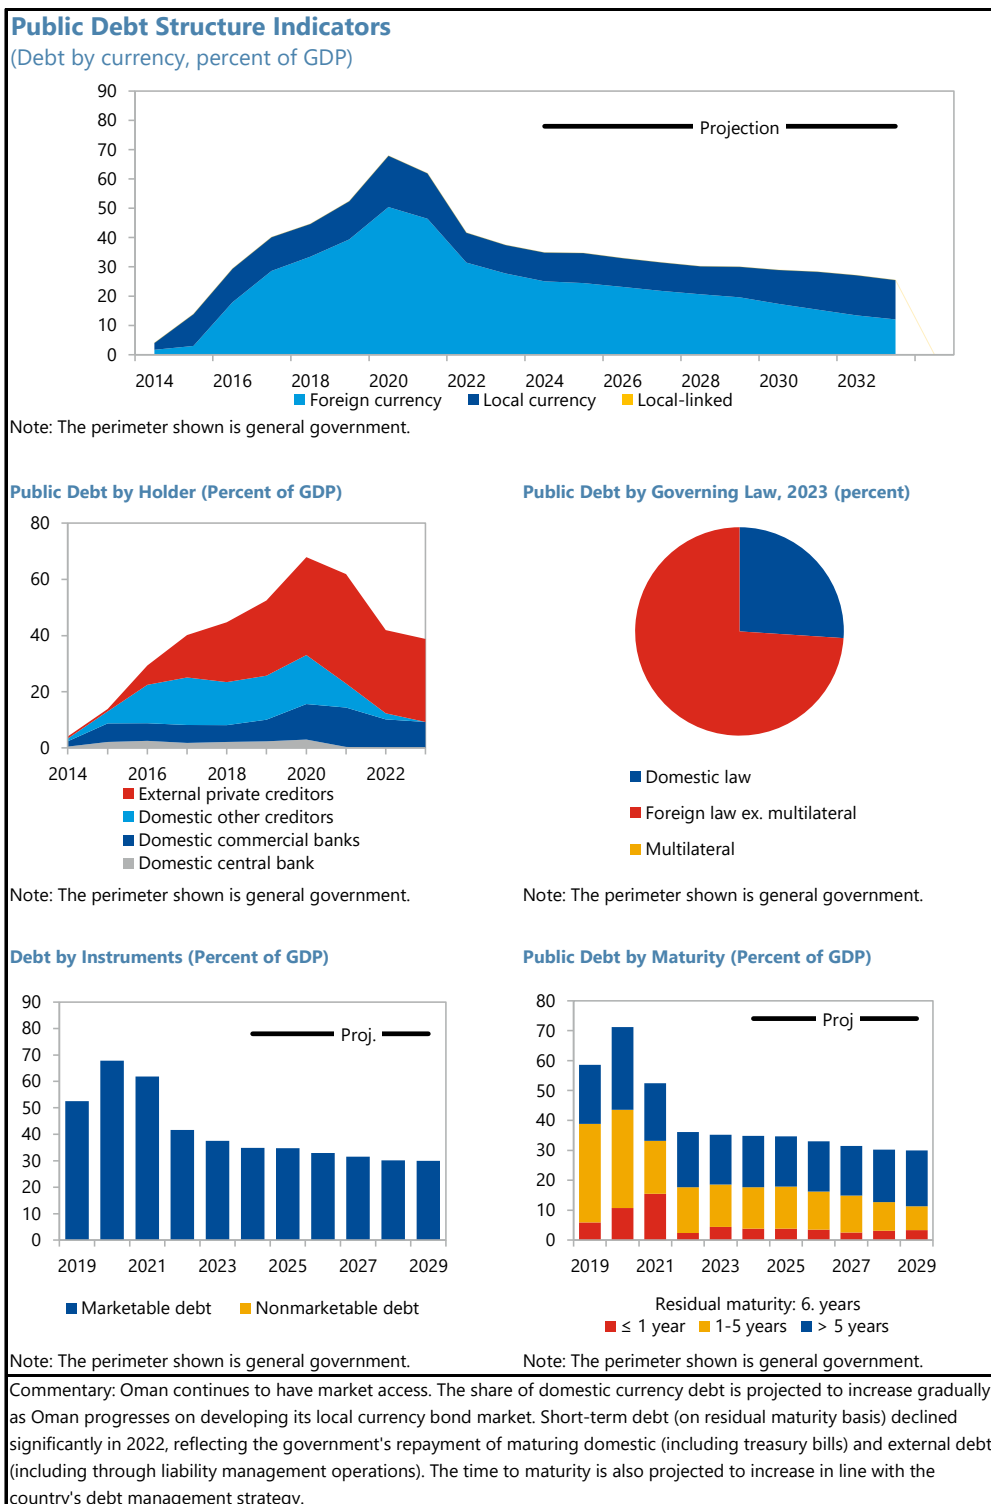 Public Debt Structure Indicators
(Debt by currency, percent of GDP)
90
80
70
60
50
40
30
20
10
0
Projection
2014 2016 2018 2020 2022 2024 2026 2028 2030 2032
Foreign currency Local currency Local-linked
Note: The perimeter shown is general government.
Public Debt by Holder (Percent of GDP)
80
60
40
20
0
2014 2016 2018 2020 2022
External private creditors
Domestic other creditors
Domestic commercial banks
Domestic central bank
Note: The perimeter shown is general government.
Public Debt by Governing Law, 2023 (percent)
Domestic law
Foreign law ex. multilateral
Multilateral
Note: The perimeter shown is general government.
Debt by Instruments (Percent of GDP)
90
80
70
60
50
40
30
20
10
0
Proj.
2019 2021 2023 2025 2027 2029
Marketable debt Nonmarketable debt
Note: The perimeter shown is general government.
Public Debt by Maturity (Percent of GDP)
80
70
60
50
40
30
20
10
0
Proj
2019 2021 2023 2025 2027 2029
Residual maturity: 6. years
≤ 1 year 1-5 years > 5 years
Note: The perimeter shown is general government.
Commentary: Oman continues to have market access. The share of domestic currency debt is projected to increase gradually
as Oman progresses on developing its local currency bond market. Short-term debt (on residual maturity basis) declined
significantly in 2022, reflecting the government's repayment of maturing domestic (including treasury bills) and external debt
(including through liability management operations). The time to maturity is also projected to increase in line with the
country's debt management strategy.